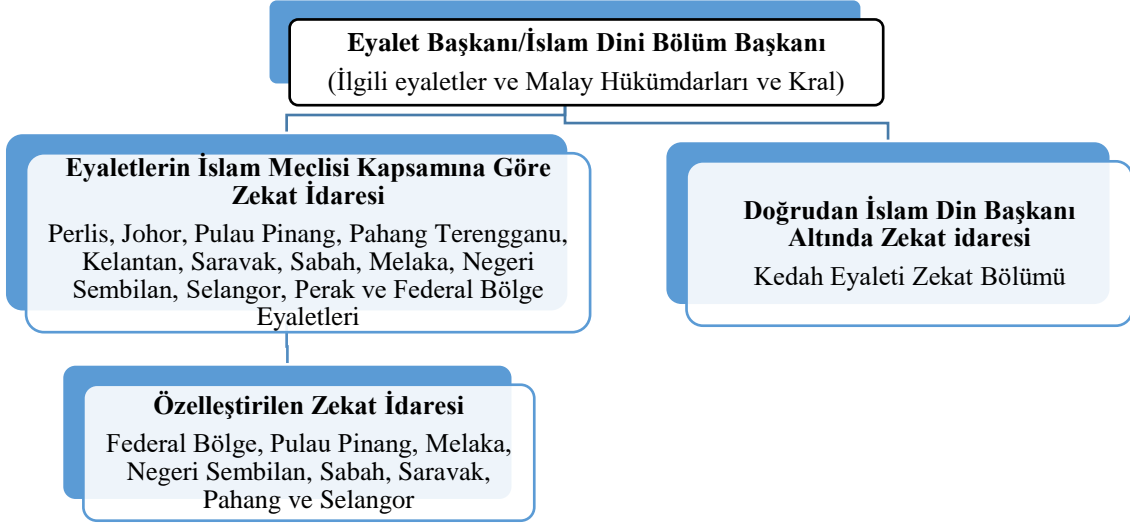 Eyalet Başkanı/İslam Dini Bölüm Başkanı
(İlgili eyaletler ve Malay Hükümdarları ve Kral)
Eyaletlerin İslam Meclisi Kapsamına Göre
Zekat İdaresi
Perlis, Johor, Pulau Pinang, Pahang Terengganu,
Kelantan, Saravak, Sabah, Melaka, Negeri
Sembilan, Selangor, Perak ve Federal Bölge
Eyaletleri
Doğrudan İslam Din Başkanı
Altında Zekat idaresi
Kedah Eyaleti Zekat Bölümü
Özelleştirilen Zekat İdaresi
Federal Bölge, Pulau Pinang, Melaka,
Negeri Sembilan, Sabah, Saravak,
Pahang ve Selangor